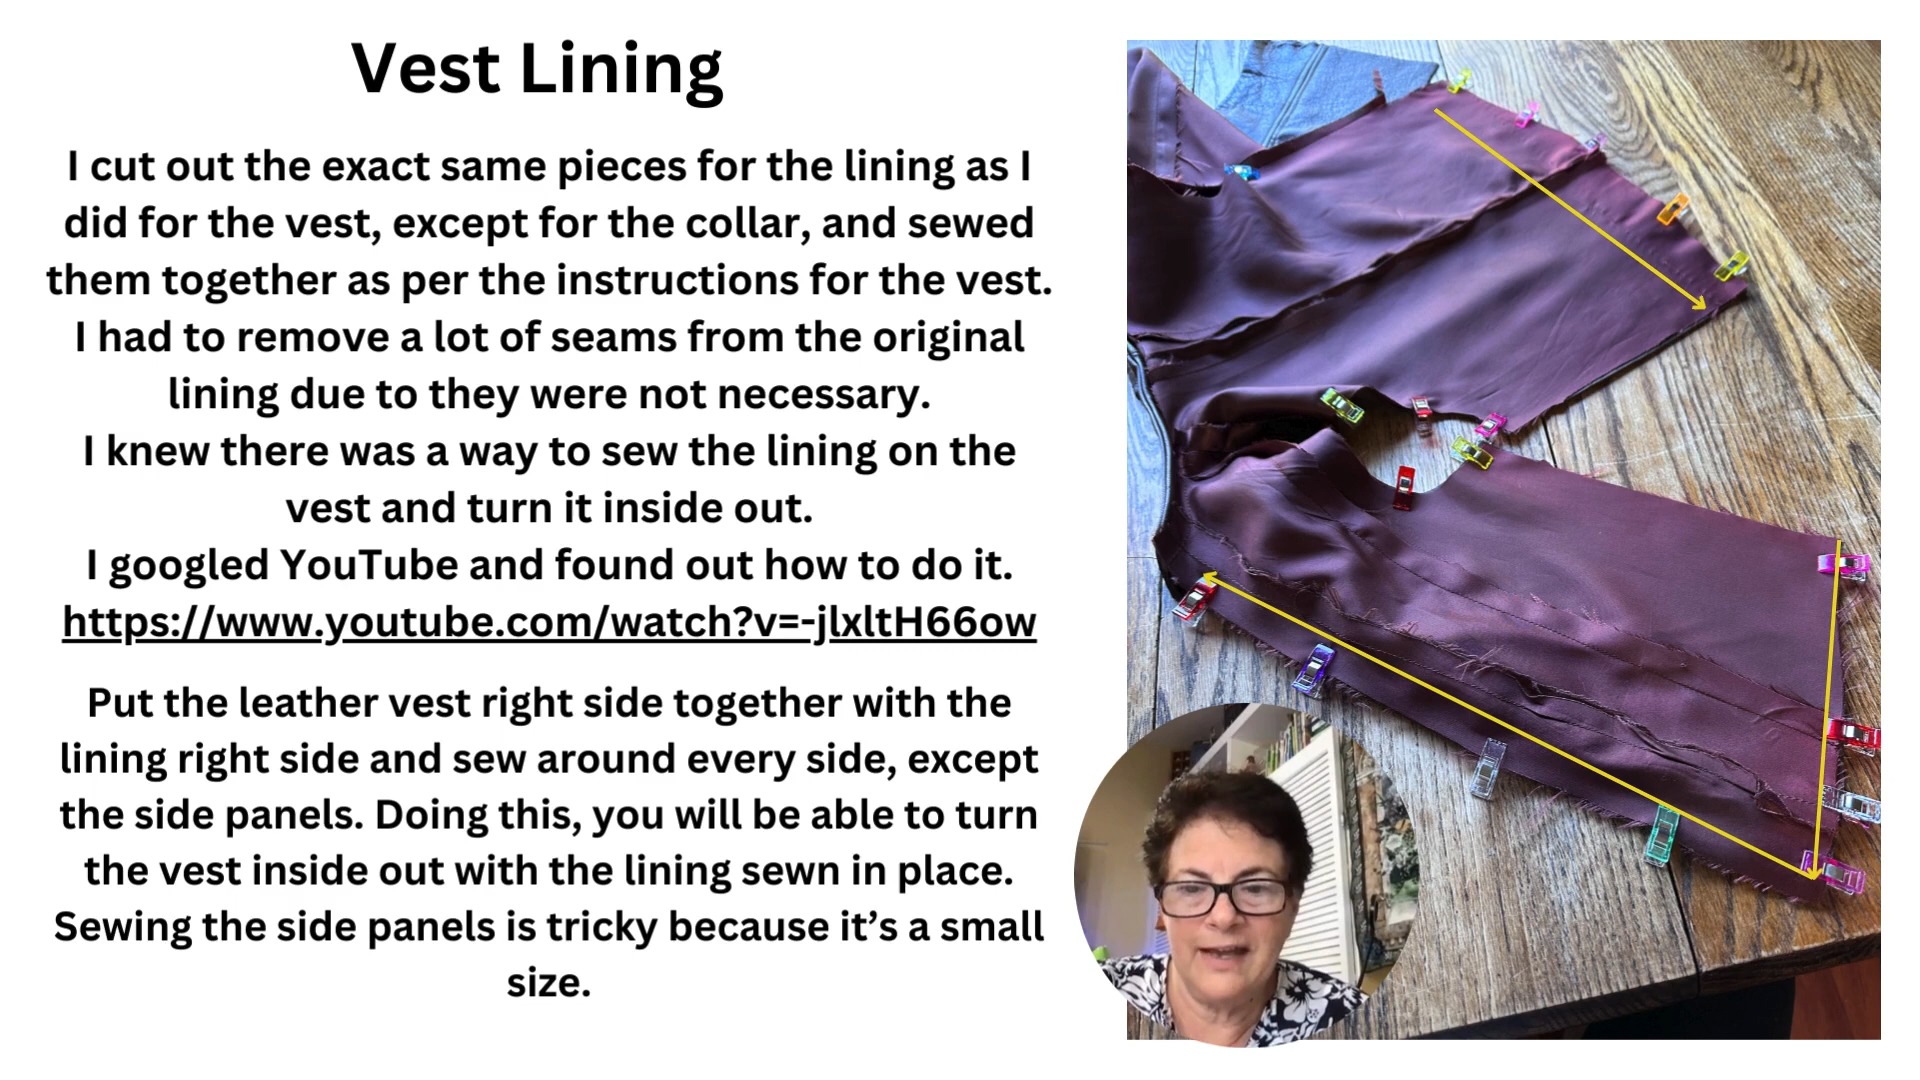 Vest Lining
I cut out the exact same pieces for the lining as I
did for the vest, except for the collar, and sewed
them together as per the instructions for the vest.
I had to remove a lot of seams from the original
lining due to they were not necessary.
I knew there was a way to sew the lining on the
vest and turn it inside out.
I googled YouTube and found out how to do it.
https://www.youtube.com/watch?v=-jlxltH66ow
Put the leather vest right side together with the
lining right side and sew around every side, except
the side panels. Doing this, you will be able to turn
the vest inside out with the lining sewn in place.
Sewing the side panels is tricky because it’s a small
size.